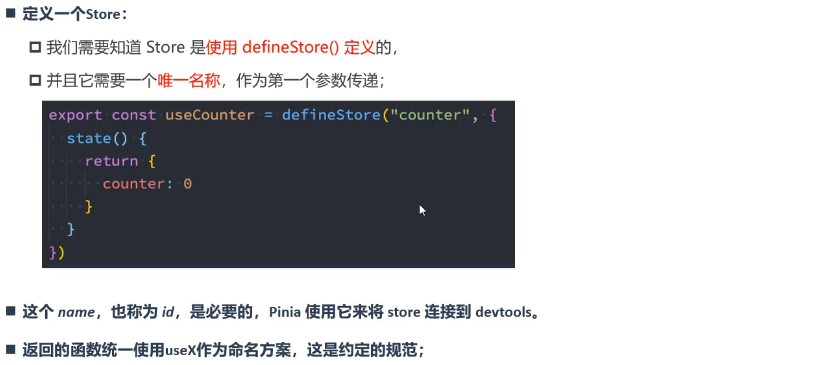 定义一个Store：
我们需要知道 Store 是使用 defineStore() 定义的，
并且它需要一个唯一名称，作为第一个参数传递；
export const useCounter = defineStore("counter", {
state() {
return {
counter: 0
}
}
})
这个 name，也称为 id，是必要的，Pinia 使用它来将 store 连接到 devtools。
返回的函数统一使用useX作为命名方案，这是约定的规范；